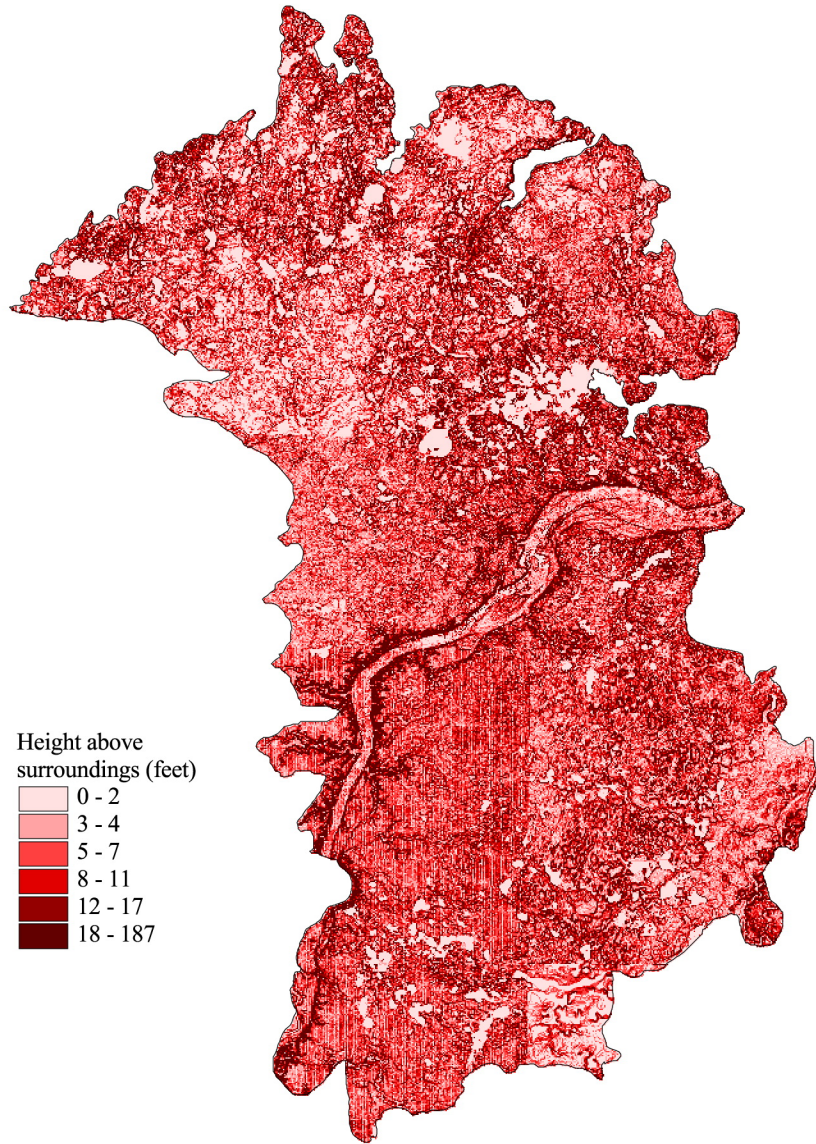 Height above
surroundings (feet)
0 - 2
3 - 4
5 - 7
8 - 11
12 - 17
18 - 187